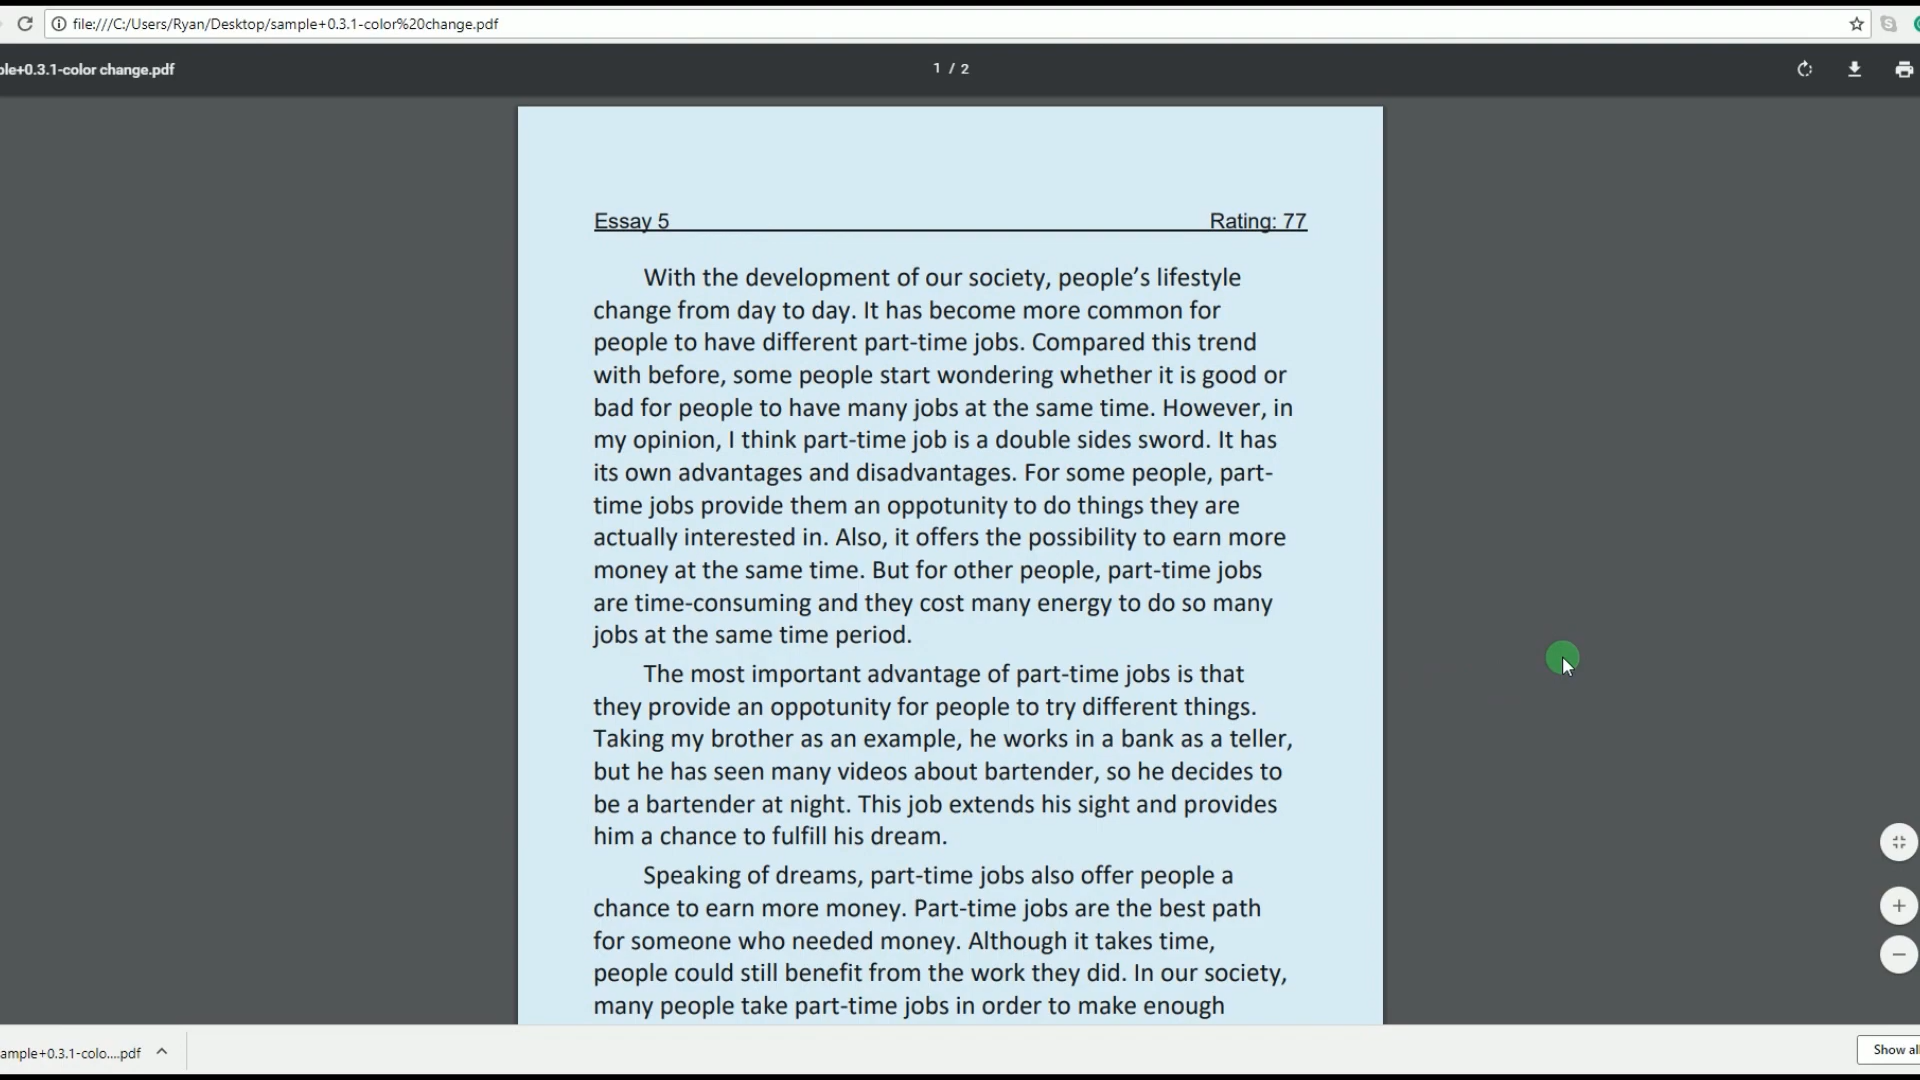 file:///C:/Users/Ryan/Desktop/sample+0.3.1-color%20change.pdf
ple+0.3.1-color change.pdf
1 / 2
Essay 5 Rating: 77
With the development of our society, people’s lifestyle
change from day to day. It has become more common for
people to have different part-time jobs. Compared this trend
with before, some people start wondering whether it is good or
bad for people to have many jobs at the same time. However, in
my opinion, I think part-time job is a double sides sword. It has
its own advantages and disadvantages. For some people, part-
time jobs provide them an oppotunity to do things they are
actually interested in. Also, it offers the possibility to earn more
money at the same time. But for other people, part-time jobs
are time-consuming and they cost many energy to do so many
jobs at the same time period.
The most important advantage of part-time jobs is that
they provide an oppotunity for people to try different things.
Taking my brother as an example, he works in a bank as a teller,
but he has seen many videos about bartender, so he decides to
be a bartender at night. This job extends his sight and provides
him a chance to fulfill his dream.
Speaking of dreams, part-time jobs also offer people a
chance to earn more money. Part-time jobs are the best path
for someone who needed money. Although it takes time,
people could still benefit from the work they did. In our society,
many people take part-time jobs in order to make enough
ample+0.3.1-colo....pdf
Show all